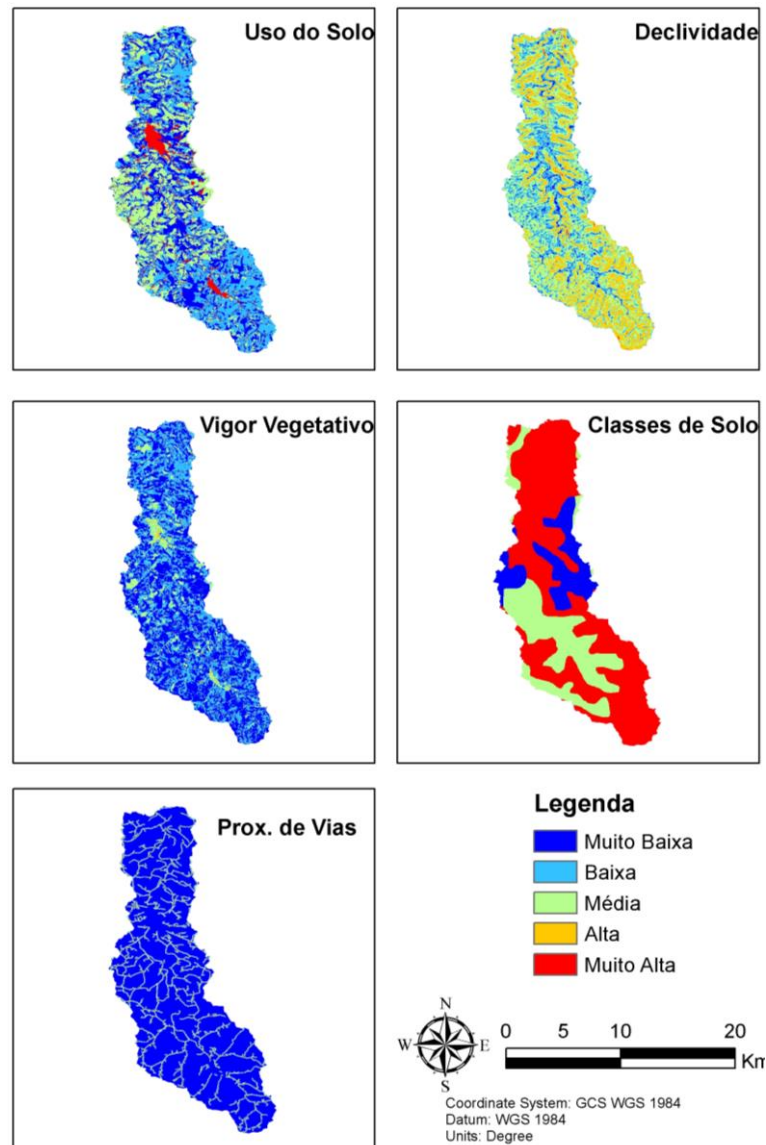 Uso do Solo
Declividade
Vigor Vegetativo
Classes de Solo
Prox. de Vias
Legenda
Muito Baixa
Baixa
Média
Alta
Muito Alta
N
W E
S
0 5 10 20
Km
Coordinate System: GCS WGS 1984
Datum: WGS 1984
Units: Degree